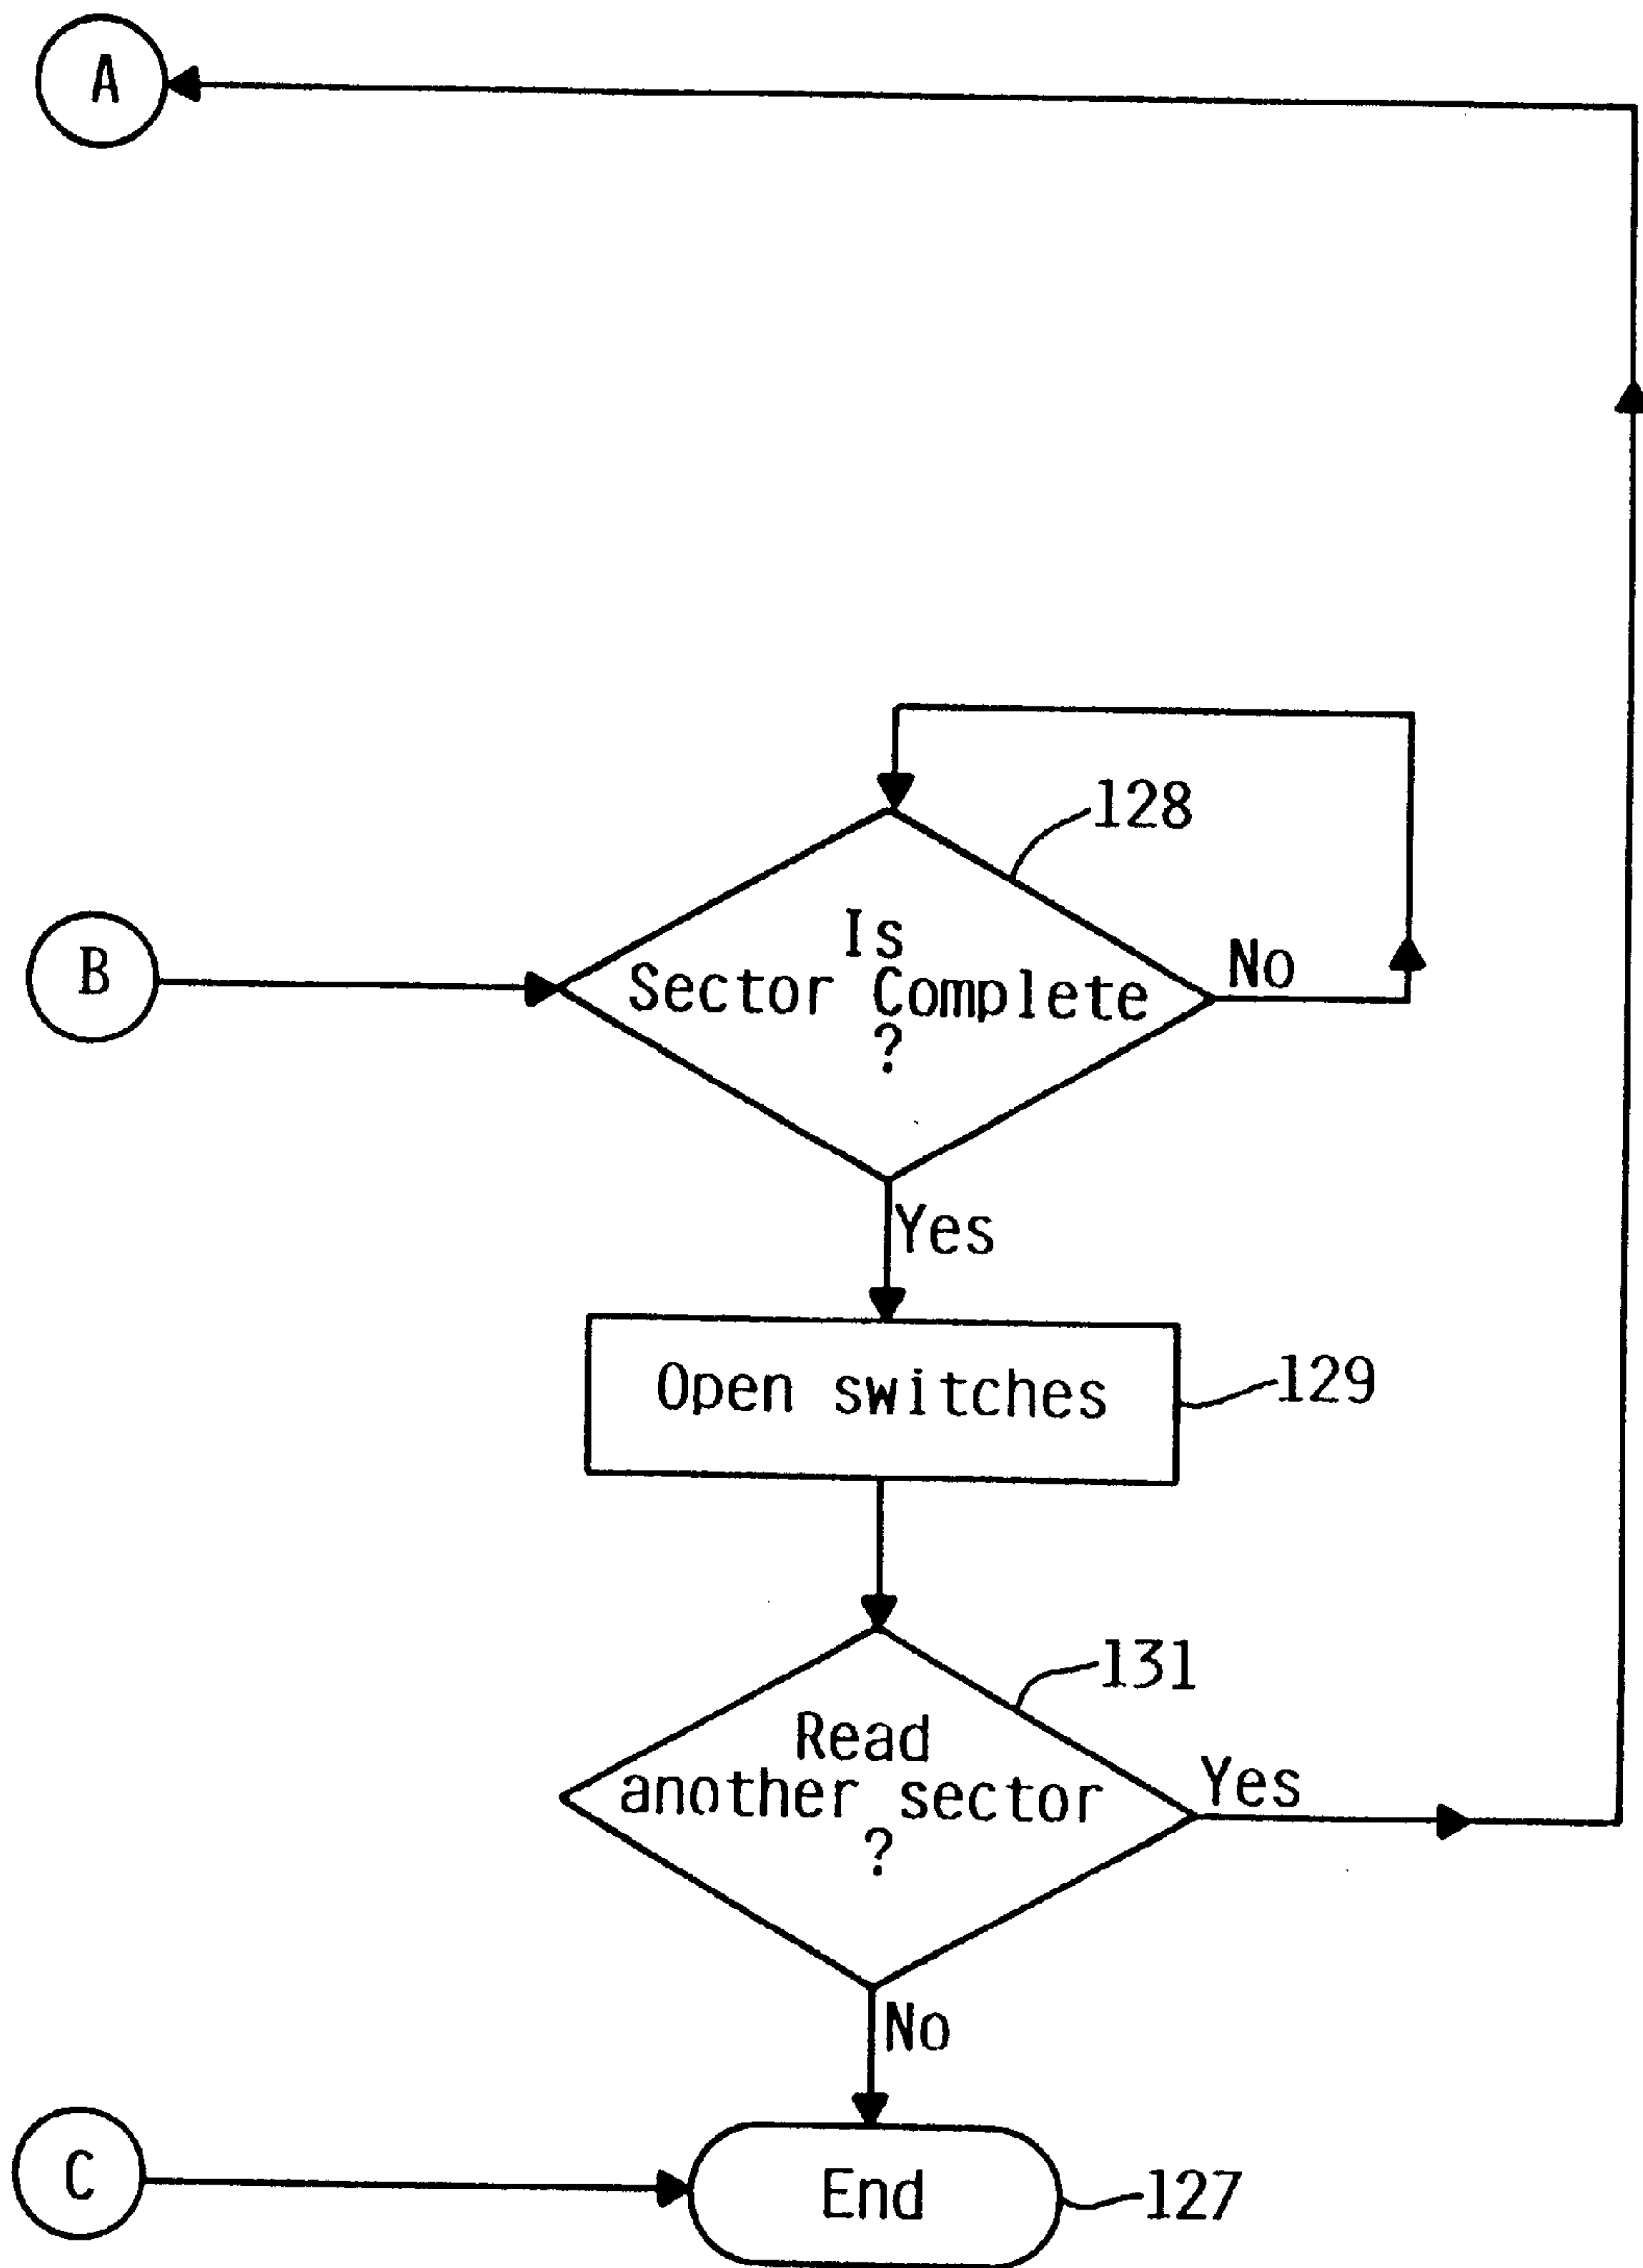 A
128
B
Is
Sector Complete
?
No
Yes
Open switches
129
131
Read
another sector
?
Yes
No
C
End
127